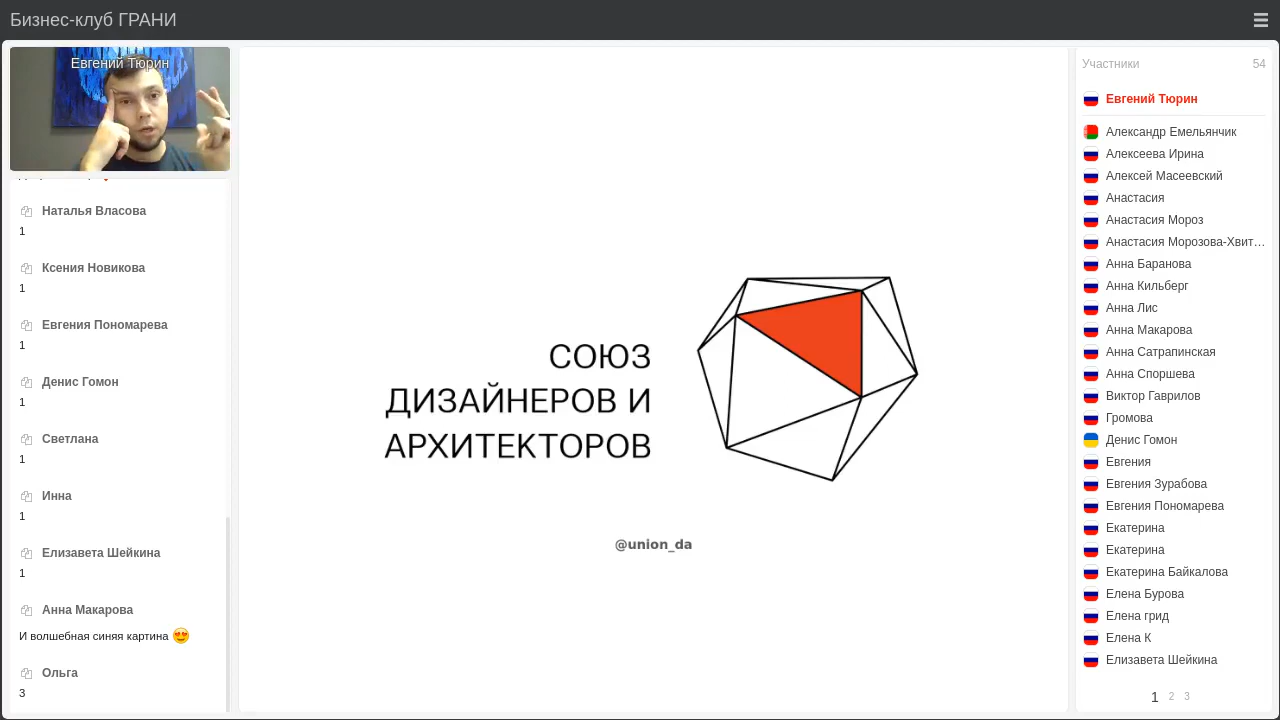 Бизнес-клуб ГРАНИ
Евгений Тюрин
Наталья Власова
1
Ксения Новикова
1
Евгения Пономарева
1
Денис Гомон
1
Светлана
1
Инна
1
Елизавета Шейкина
1
Анна Макарова
И волшебная синяя картина 😍
Ольга
3
СОЮЗ
ДИЗАЙНЕРОВ И
АРХИТЕКТОРОВ
@union_da
Участники 54
Евгений Тюрин
Александр Емельянчик
Алексеева Ирина
Алексей Масеевский
Анастасия
Анастасия Мороз
Анастасия Морозова-Хвит…
Анна Баранова
Анна Кильберг
Анна Лис
Анна Макарова
Анна Сатрапинская
Анна Споршева
Виктор Гаврилов
Громова
Денис Гомон
Евгения
Евгения Зурабова
Евгения Пономарева
Екатерина
Екатерина
Екатерина Байкалова
Елена Бурова
Елена грид
Елена К
Елизавета Шейкина
1 2 3